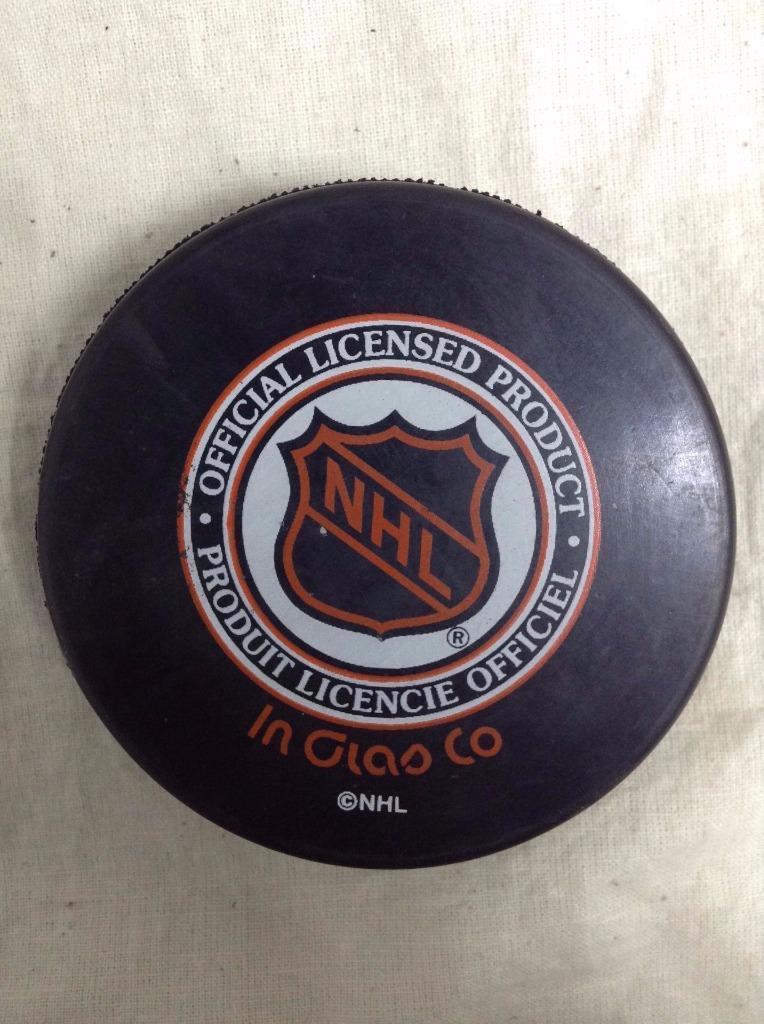 • OFFICIAL LICENSED PRODUCT •
NHL
®
PRODUIT LICENCIE OFFICIEL
In Glas Co
©NHL